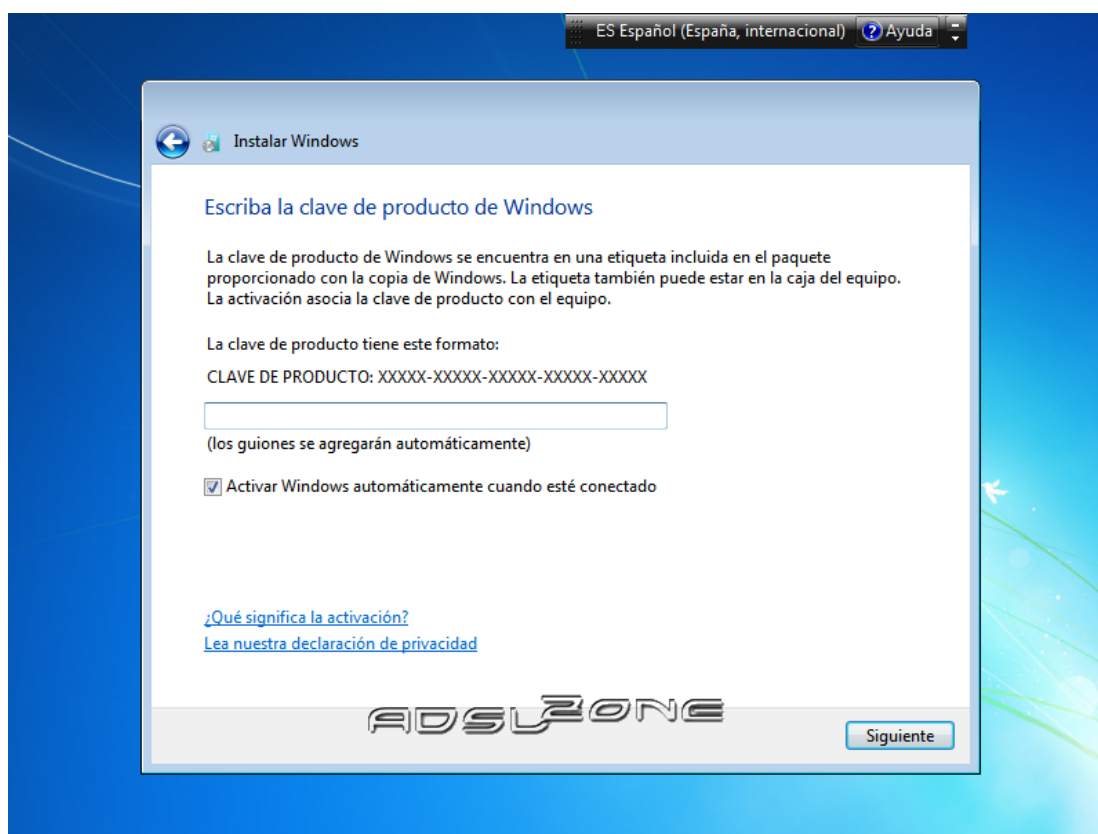 ES Español (España, internacional) ? Ayuda
Instalar Windows
Escriba la clave de producto de Windows
La clave de producto de Windows se encuentra en una etiqueta incluida en el paquete
proporcionado con la copia de Windows. La etiqueta también puede estar en la caja del equipo.
La activación asocia la clave de producto con el equipo.
La clave de producto tiene este formato:
CLAVE DE PRODUCTO: XXXXX-XXXXX-XXXXX-XXXXX-XXXXX
(los guiones se agregarán automáticamente)
Activar Windows automáticamente cuando esté conectado
¿Qué significa la activación?
Lea nuestra declaración de privacidad
ADSLZONE
Siguiente